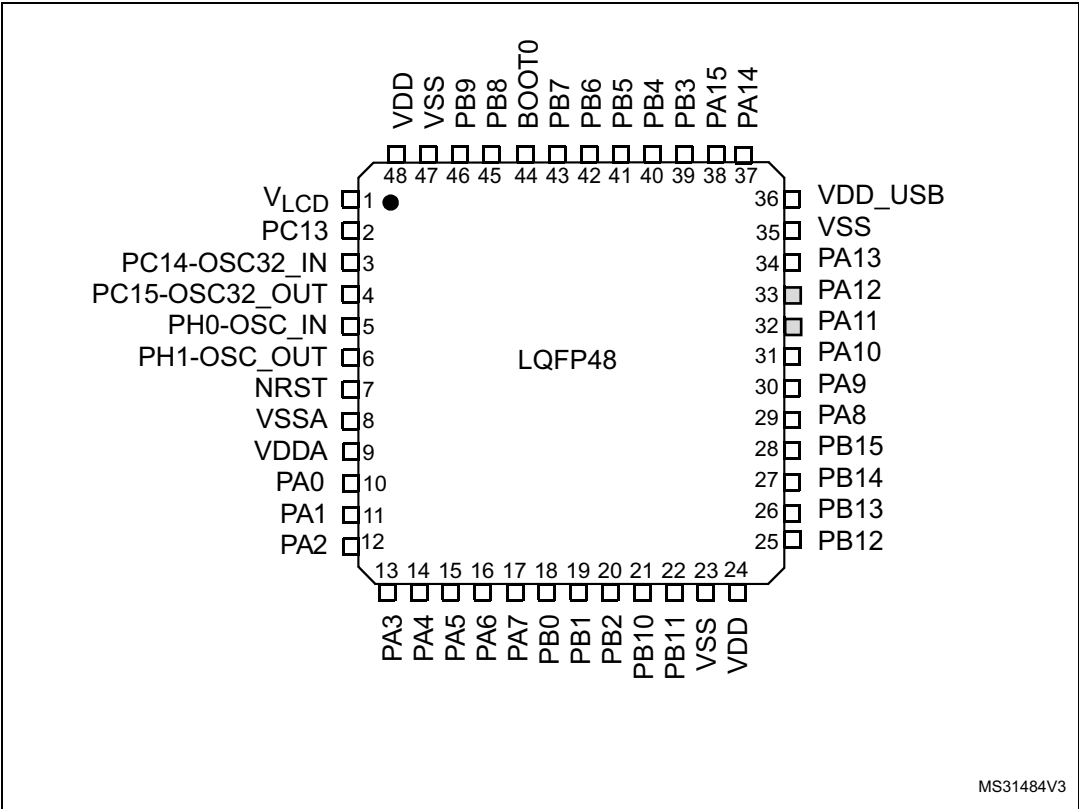 VDD
VSS
PB9
PB8
BOOT0
PB7
PB6
PB5
PB4
PB3
PA15
PA14
48 47 46 45 44 43 42 41 40 39 38 37
VLCD 1
PC13 2
PC14-OSC32_IN 3
PC15-OSC32_OUT 4
PH0-OSC_IN 5
PH1-OSC_OUT 6
NRST 7
VSSA 8
VDDA 9
PA0 10
PA1 11
PA2 12
LQFP48
36 VDD_USB
35 VSS
34 PA13
33 PA12
32 PA11
31 PA10
30 PA9
29 PA8
28 PB15
27 PB14
26 PB13
25 PB12
13 14 15 16 17 18 19 20 21 22 23 24
PA3
PA4
PA5
PA6
PA7
PB0
PB1
PB2
PB10
PB11
VSS
VDD
MS31484V3